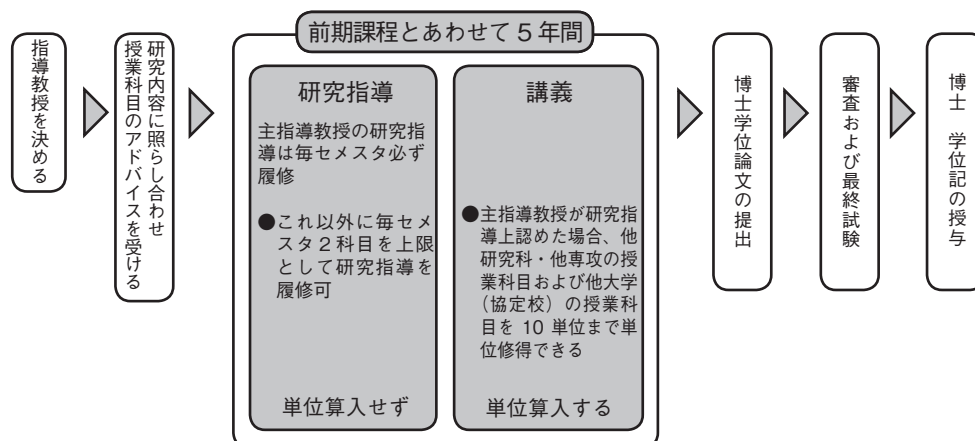 指導教授を決める
研究内容に照らし合わせ
授業科目のアドバイスを受ける
前期課程とあわせて5年間
研究指導
主指導教授の研究指
導は毎セメスタ必ず
履修
●これ以外に毎セメ
スタ2科目を上限
として研究指導を
履修可
単位算入せず
講義
●主指導教授が研究指
導上認めた場合、他
研究科・他専攻の授
業科目および他大学
(協定校)の授業科
目を 10 単位まで単
位修得できる
単位算入する
博士学位論文の提出
審査および最終試験
博士 学位記の授与